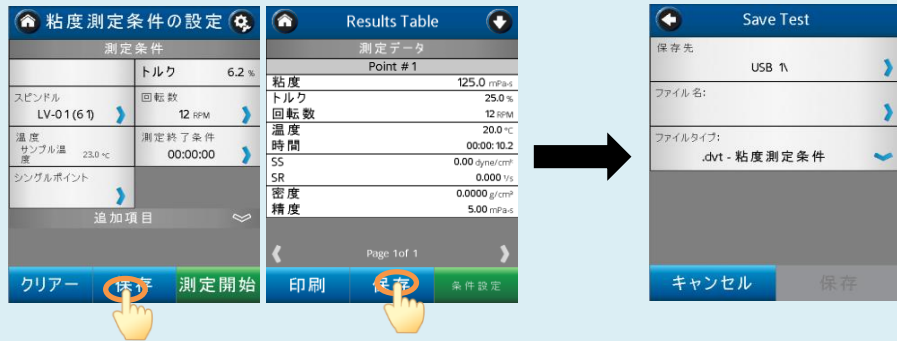 粘度測定条件の設定
測定条件
トルク 6.2 %
スピンドル
LV-01(61)
回転数
12 RPM
温度
サンプル温度 23.0 °C
測定終了条件
00:00:00
シングルポイント
追加項目
クリアー 保存 測定開始
Results Table
測定データ
Point # 1
粘度 125.0 mPa-s
トルク 25.0 %
回転数 12 RPM
温度 20.0 °C
時間 00:00:10.2
SS 0.00 dyne/cm²
SR 0.000 1/s
密度 0.0000 g/cm³
精度 5.00 mPa-s
Page 1of 1
印刷 保存 条件設定
Save Test
保存先
USB 1\
ファイル名:
ファイルタイプ:
.dvt - 粘度測定条件
キャンセル 保存